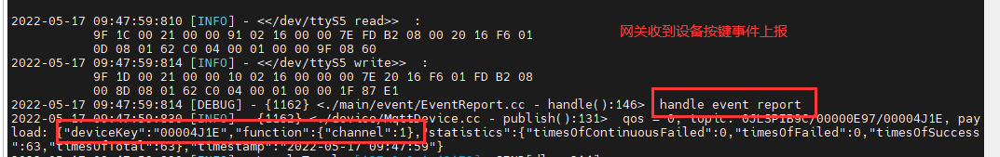 2022-05-17 09:47:59:810 [INFO] - <</dev/ttyS5 read>>  :
9F 1C 00 21 00 00 91 02 16 00 00 7E FD B2 08 00 20 16 F6 01
网关收到设备按键事件上报
0D 08 01 62 C0 04 00 01 00 00 9F 08 60
2022-05-17 09:47:59:814 [INFO] - <</dev/ttyS5 write>>  :
9F 1D 00 21 00 00 10 02 16 00 00 00 7E 20 16 F6 01 FD B2 08
00 8D 08 01 62 C0 04 00 01 00 00 1F 87 E1
2022-05-17 09:47:59:814 [DEBUG] - {1162} <./main/event/EventReport.cc - handle():146>  handle event report
2022-05-17 09:47:59:830 [INFO] - {1162} <./device/MqttDevice.cc - publish():131>  qos = 0, topic: 0JLSPIB9C/00000E97/00004J1E, pay
load: {"deviceKey":"00004J1E","function":{"channel":1},"statistics":{"timesOfContinuousFailed":0,"timesOfFailed":0,"timesOfSuccess
":63,"timesOfTotal":63},"timestamp":"2022-05-17 09:47:59"}